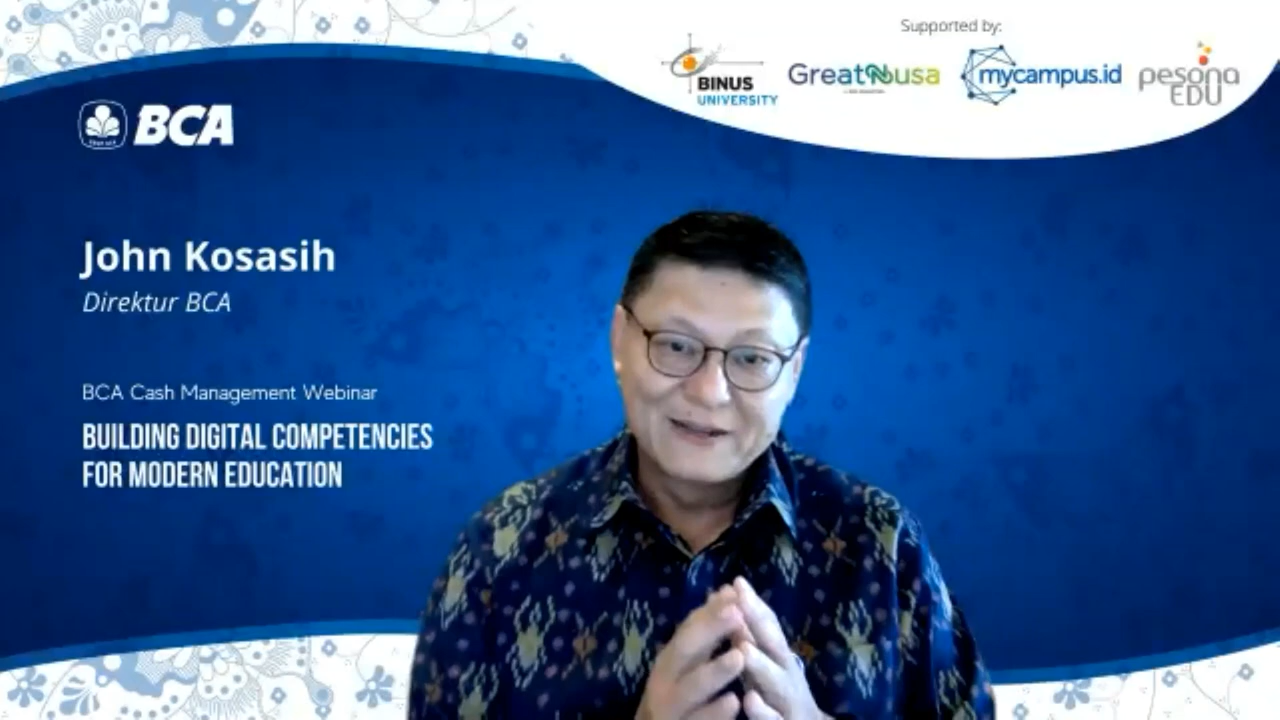 Supported by:
BINUS
UNIVERSITY
GreatNusa
mycampus.id
pesona
EDU
BCA
John Kosasih
Direktur BCA
BCA Cash Management Webinar
BUILDING DIGITAL COMPETENCIES
FOR MODERN EDUCATION